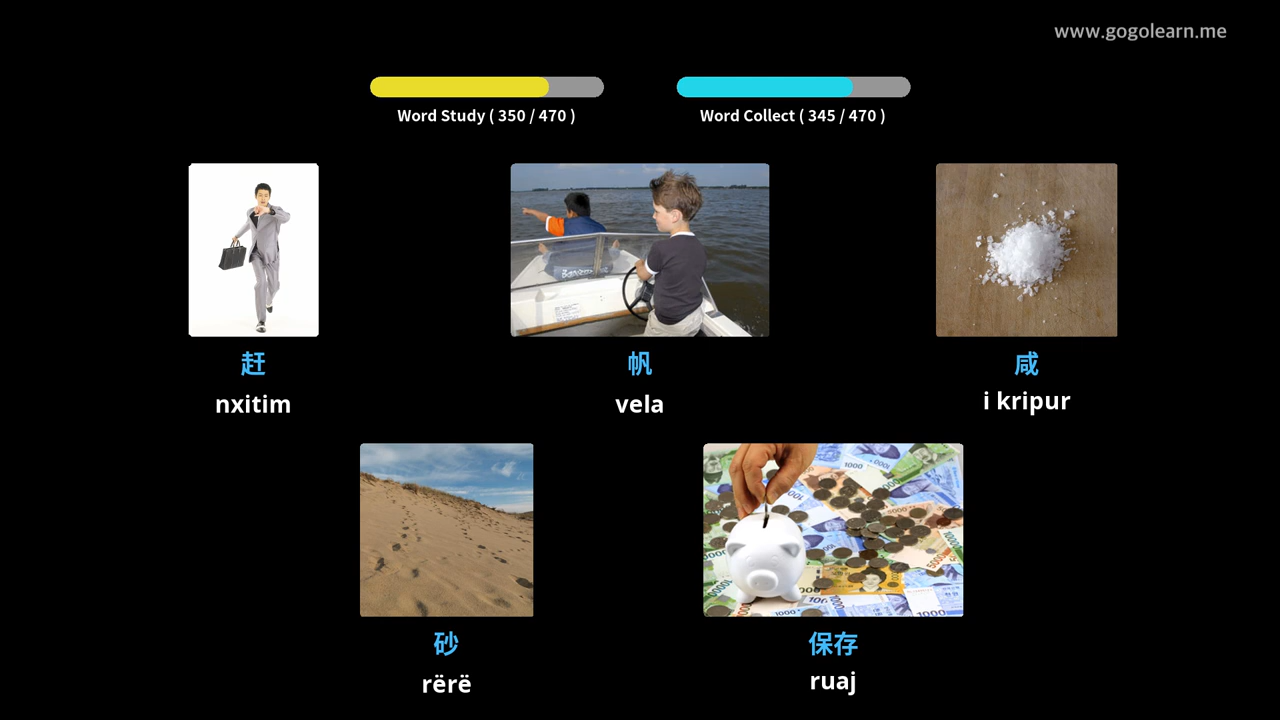 www.gogolearn.me
Word Study ( 350 / 470 )
Word Collect ( 345 / 470 )
赶
帆
咸
nxitim
vela
i kripur
砂
保存
rërë
ruaj